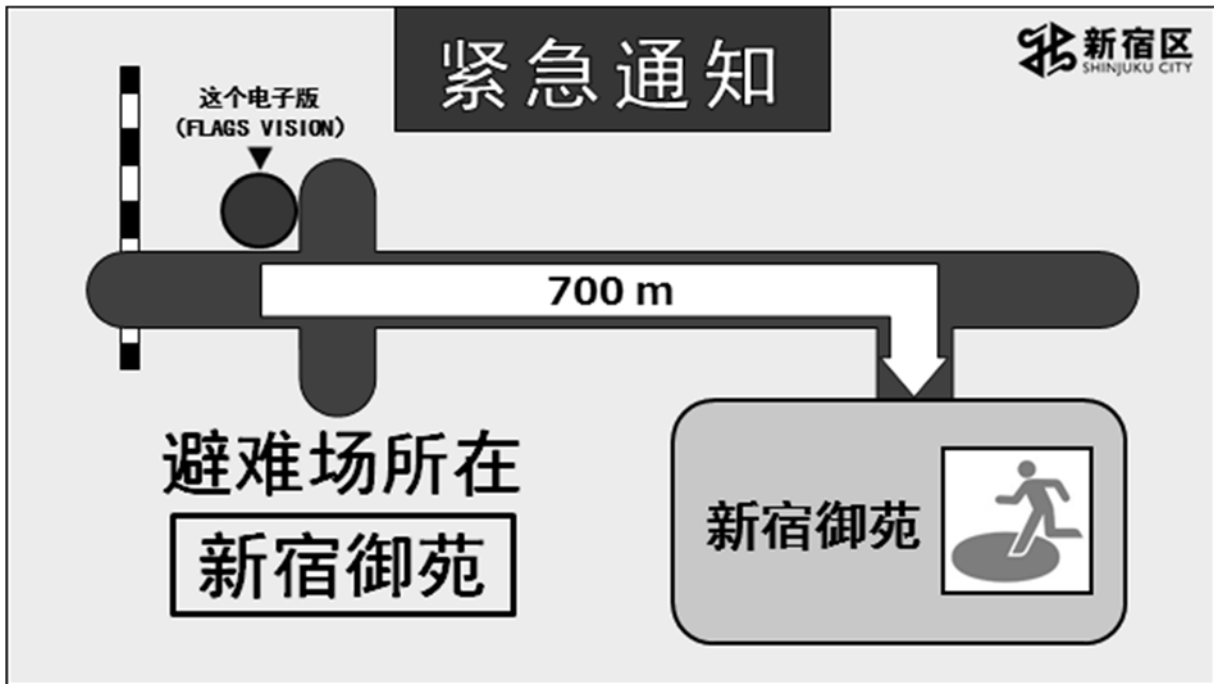 紧急通知
新宿区
SHINJUKU CITY
这个电子版
(FLAGS VISION)
700 m
避难场所在
新宿御苑
新宿御苑